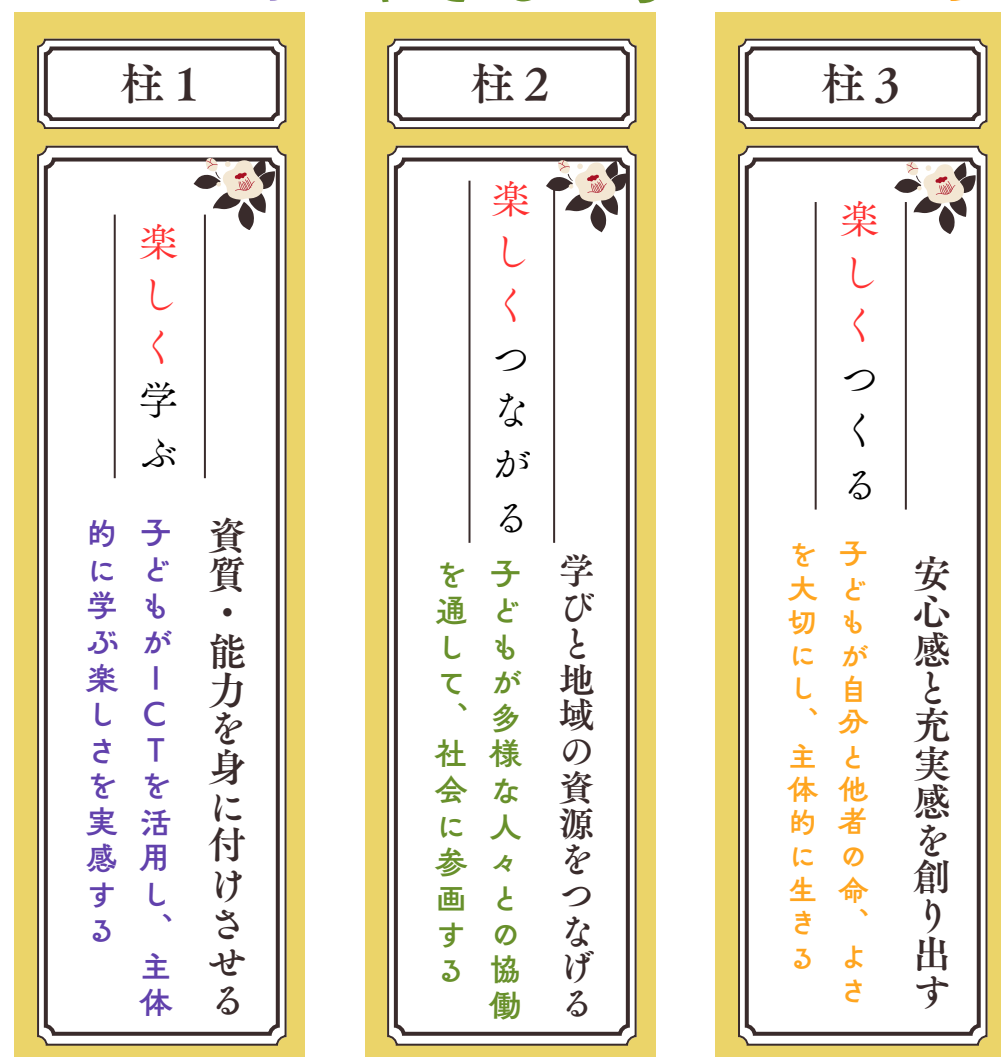 柱1
資質・能力を身に付けさせる
楽しく学ぶ
子どもがICTを活用し、主体
的に学ぶ楽しさを実感する
柱2
学びと地域の資源をつなげる
楽しくつながる
子どもが多様な人々との協働
を通して、社会に参画する
柱3
安心感と充実感を創り出す
楽しくつくる
子どもが自分と他者の命、よさ
を大切にし、主体的に生きる